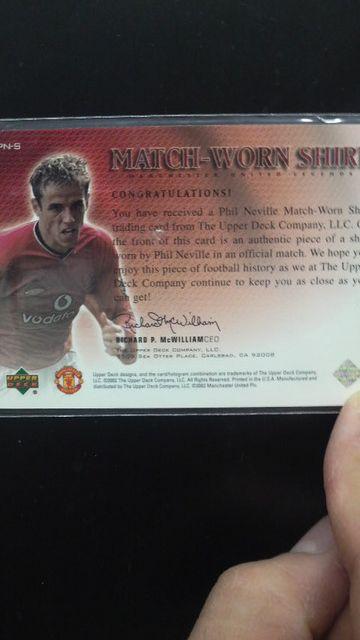 PN-S
MATCH-WORN SHIR
MANCHESTER UNITED LEGENDS
CONGRATULATIONS!
You have received a Phil Neville Match-Worn Sh
trading card from The Upper Deck Company, LLC. O
the front of this card is an authentic piece of a sh
worn by Phil Neville in an official match. We hope yo
enjoy this piece of football history as we at The Up
Deck Company continue to keep you as close as yo
can get!
Richard P. McWilliam
RICHARD P. MCWILLIAM CEO
THE UPPER DECK COMPANY, LLC.
5909 SEA OTTER PLACE, CARLSBAD, CA 92008
Upper Deck designs, and the card/hologram combination are trademarks of The Upper Deck Company,
LLC. ©2002 The Upper Deck Company, LLC. All Rights Reserved. Printed in the U.S.A. Manufactured and
distributed by The Upper Deck Company, LLC. ©2002 Manchester United Plc.
vodafone
UPPER
DECK